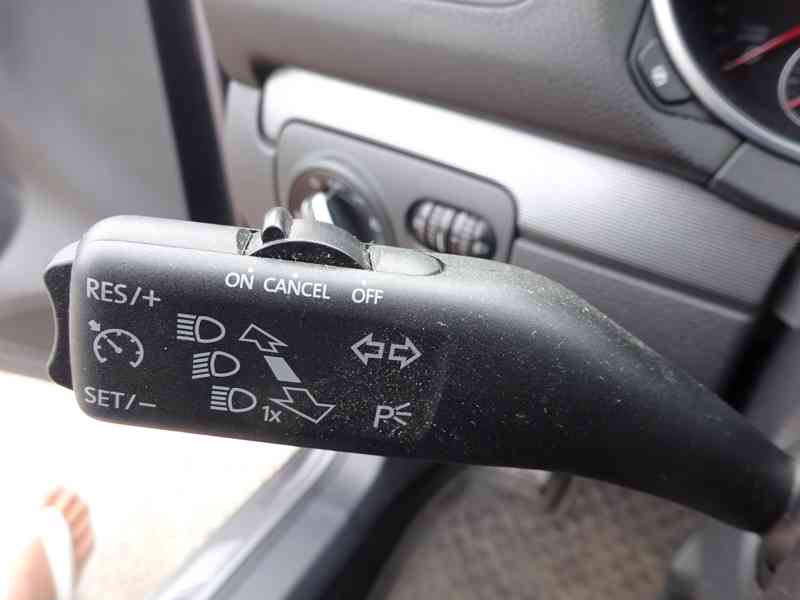 ON CANCEL OFF
RES/+
SET/–
1x
P